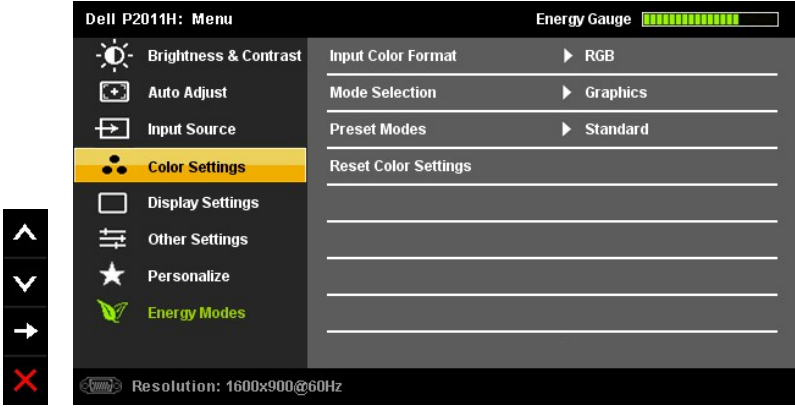 Dell P2011H: Menu Energy Gauge
Brightness & Contrast Input Color Format RGB
Auto Adjust Mode Selection Graphics
Input Source Preset Modes Standard
Color Settings Reset Color Settings
Display Settings
Other Settings
Personalize
Energy Modes
Resolution: 1600x900@60Hz